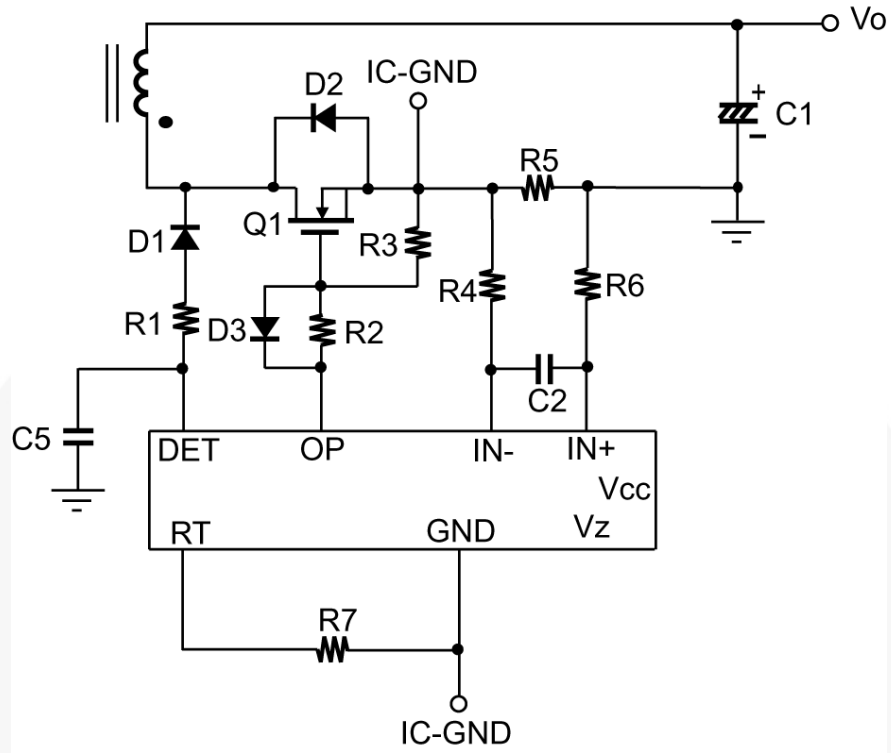 Vo
D2
IC-GND
+
C1
−
R5
Q1
D1
R3
R4
R6
R1
D3
R2
C2
C5
DET
OP
IN-
IN+
Vcc
RT
GND
Vz
R7
IC-GND